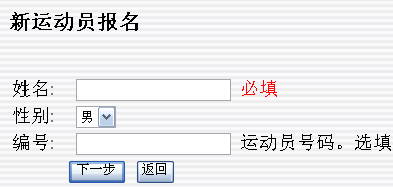 新运动员报名
姓名: 必填
性别: 男
编号: 运动员号码。选填
下一步 返回